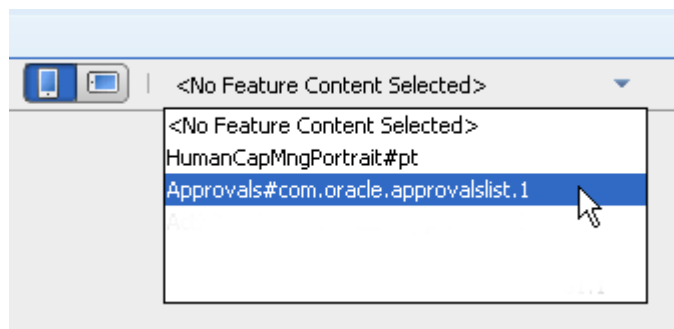 <No Feature Content Selected>
<No Feature Content Selected>
HumanCapMngPortrait#pt
Approvals#com.oracle.approvalslist.1